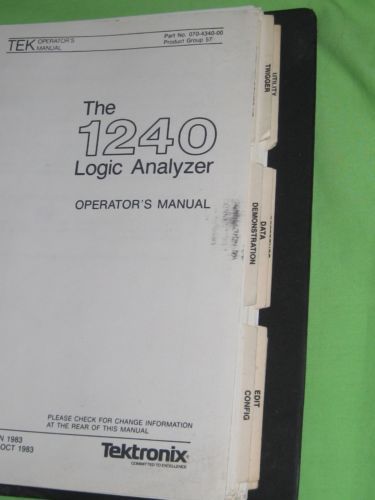 TEK OPERATOR'S
MANUAL
Part No. 070-4340-00
Product Group 57
The
1240
Logic Analyzer
OPERATOR'S MANUAL
PLEASE CHECK FOR CHANGE INFORMATION
AT THE REAR OF THIS MANUAL
N 1983
OCT 1983
Tektronix
COMMITTED TO EXCELLENCE
UTILITY
TRIGGER
DATA
DEMONSTRATION
EDIT
CONFIG